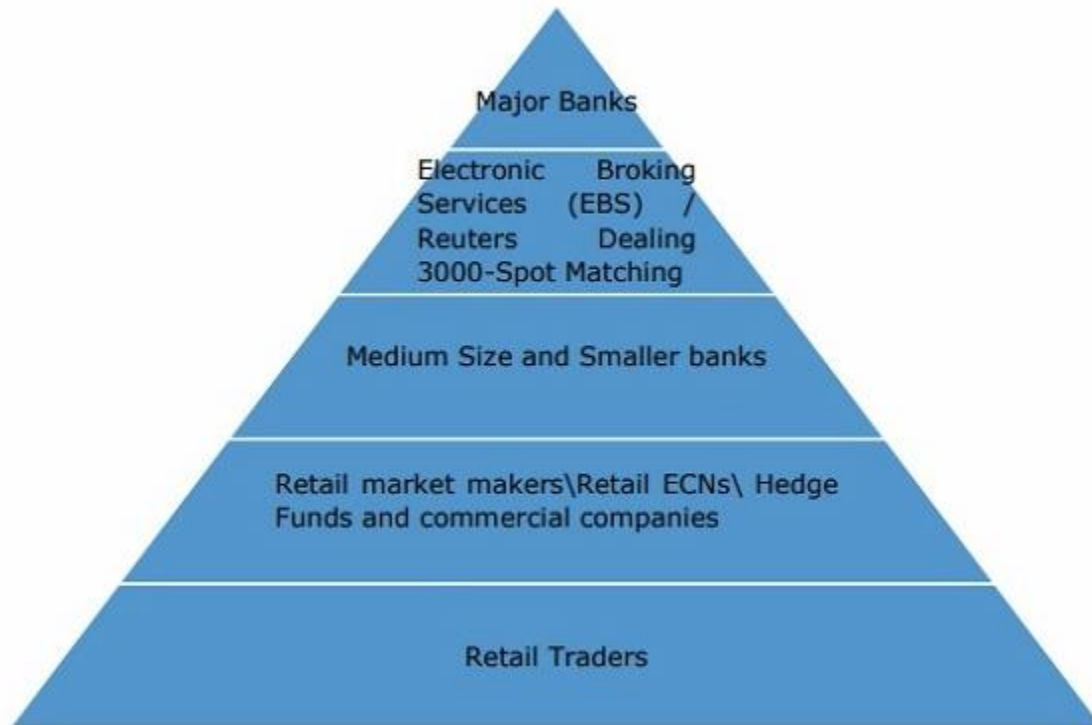 Major Banks
Electronic Broking
Services (EBS) /
Reuters Dealing
3000-Spot Matching
Medium Size and Smaller banks
Retail market makers\Retail ECNs\ Hedge
Funds and commercial companies
Retail Traders